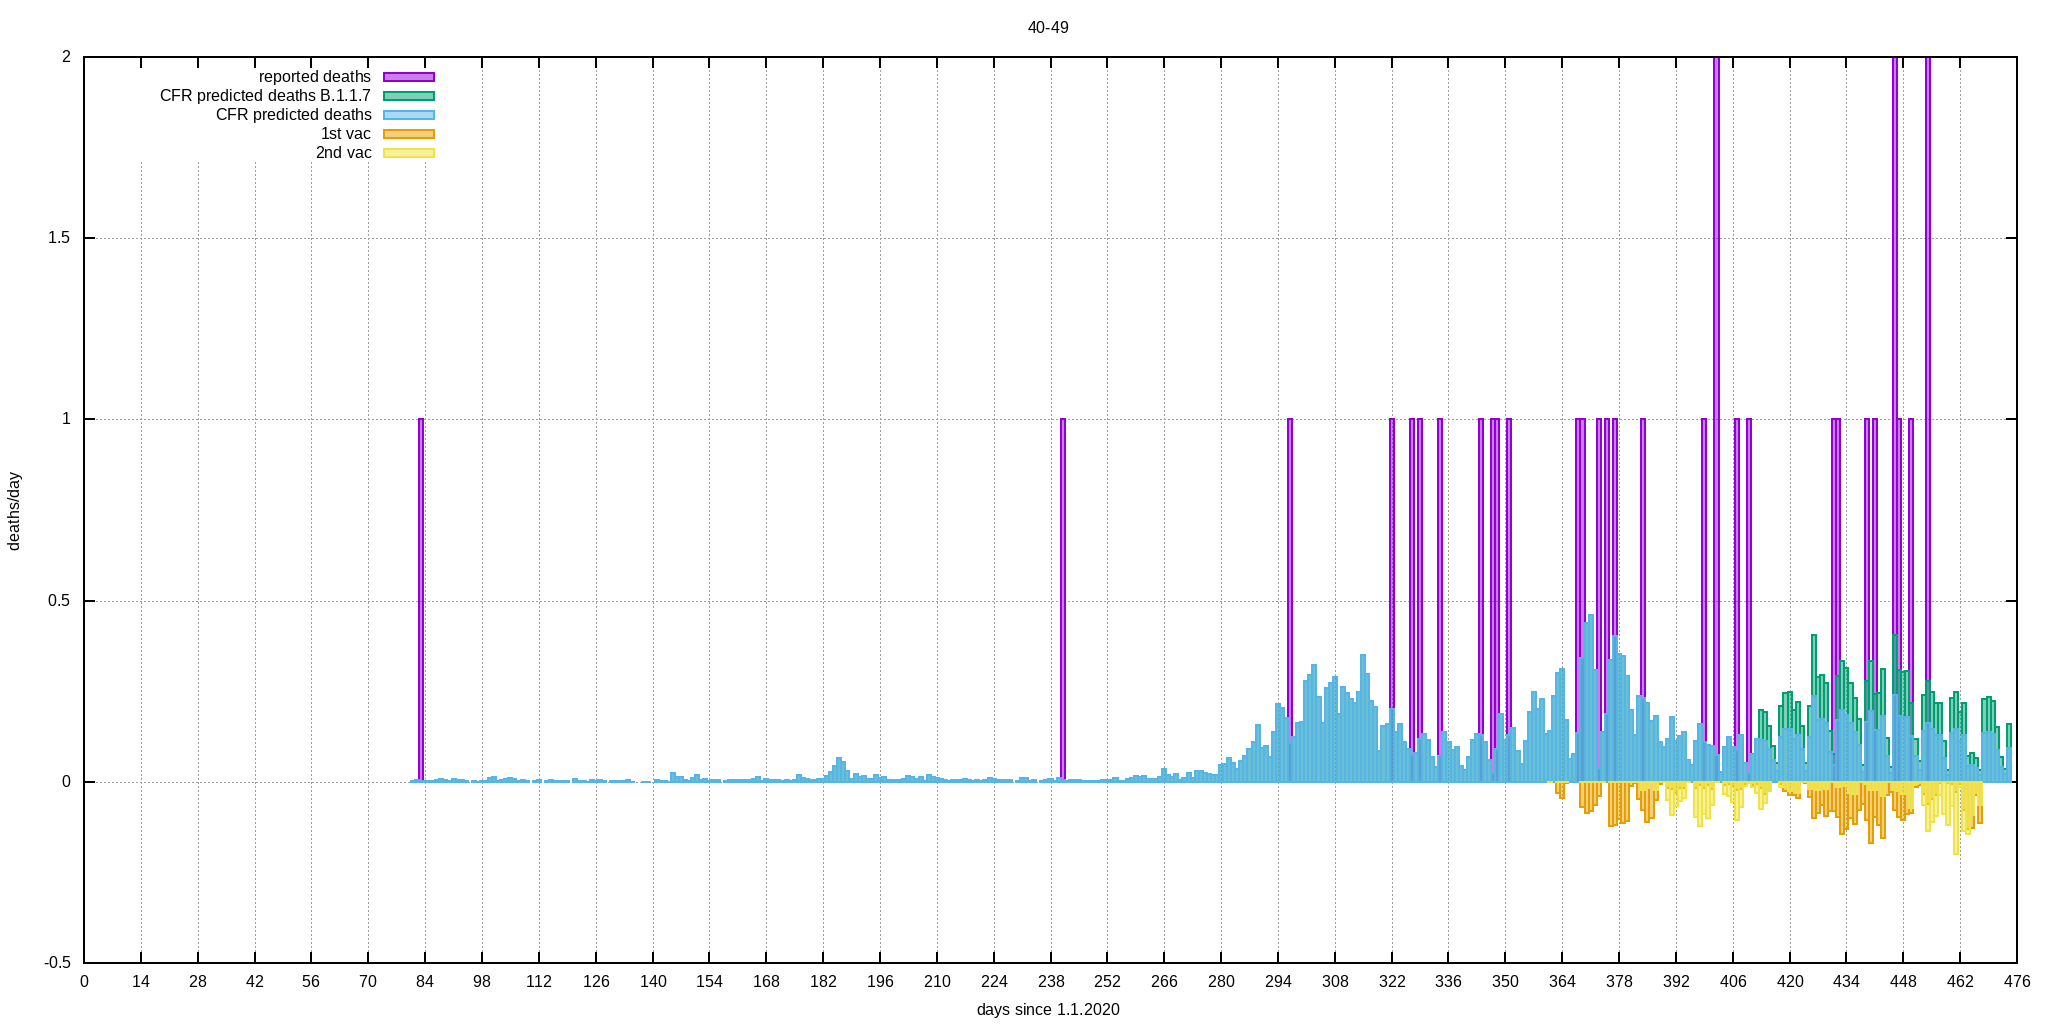 40-49
reported deaths
CFR predicted deaths B.1.1.7
CFR predicted deaths
1st vac
2nd vac
2
1.5
1
0.5
0
-0.5
deaths/day
0 14 28 42 56 70 84 98 112 126 140 154 168 182 196 210 224 238 252 266 280 294 308 322 336 350 364 378 392 406 420 434 448 462 476
days since 1.1.2020